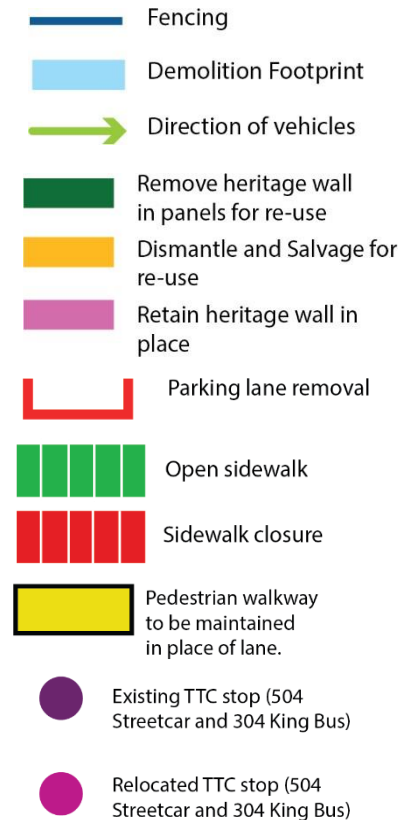 Fencing
Demolition Footprint
Direction of vehicles
Remove heritage wall
in panels for re-use
Dismantle and Salvage for
re-use
Retain heritage wall in
place
Parking lane removal
Open sidewalk
Sidewalk closure
Pedestrian walkway
to be maintained
in place of lane.
Existing TTC stop (504
Streetcar and 304 King Bus)
Relocated TTC stop (504
Streetcar and 304 King Bus)